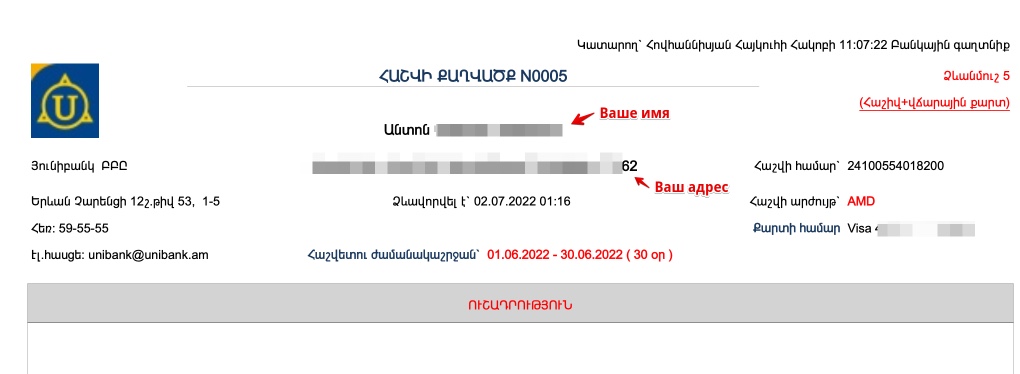 Կատարող՝ Հովհաննիսյան Հայկուհի Հակոբի 11:07:22 Բանկային գաղտնիք
U
ՀԱՇՎԻ ՔԱՂՎԱԾՔ N0005
Ձևանմուշ 5
(Հաշիվ+վճարային քարտ)
Ваше имя
Անտոն
Յունիբանկ ԲԲԸ
62
Հաշվի համար՝ 24100554018200
Ваш адрес
Երևան Չարենցի 12շ.թիվ 53, 1-5
Ձևավորվել է՝ 02.07.2022 01:16
Հաշվի արժույթ՝ AMD
Հեռ: 59-55-55
Քարտի համար Visa 4
էլ.հասցե: unibank@unibank.am
Հաշվետու ժամանակաշրջան՝ 01.06.2022 - 30.06.2022 ( 30 օր )
ՈՒՇԱԴՐՈՒԹՅՈՒՆ